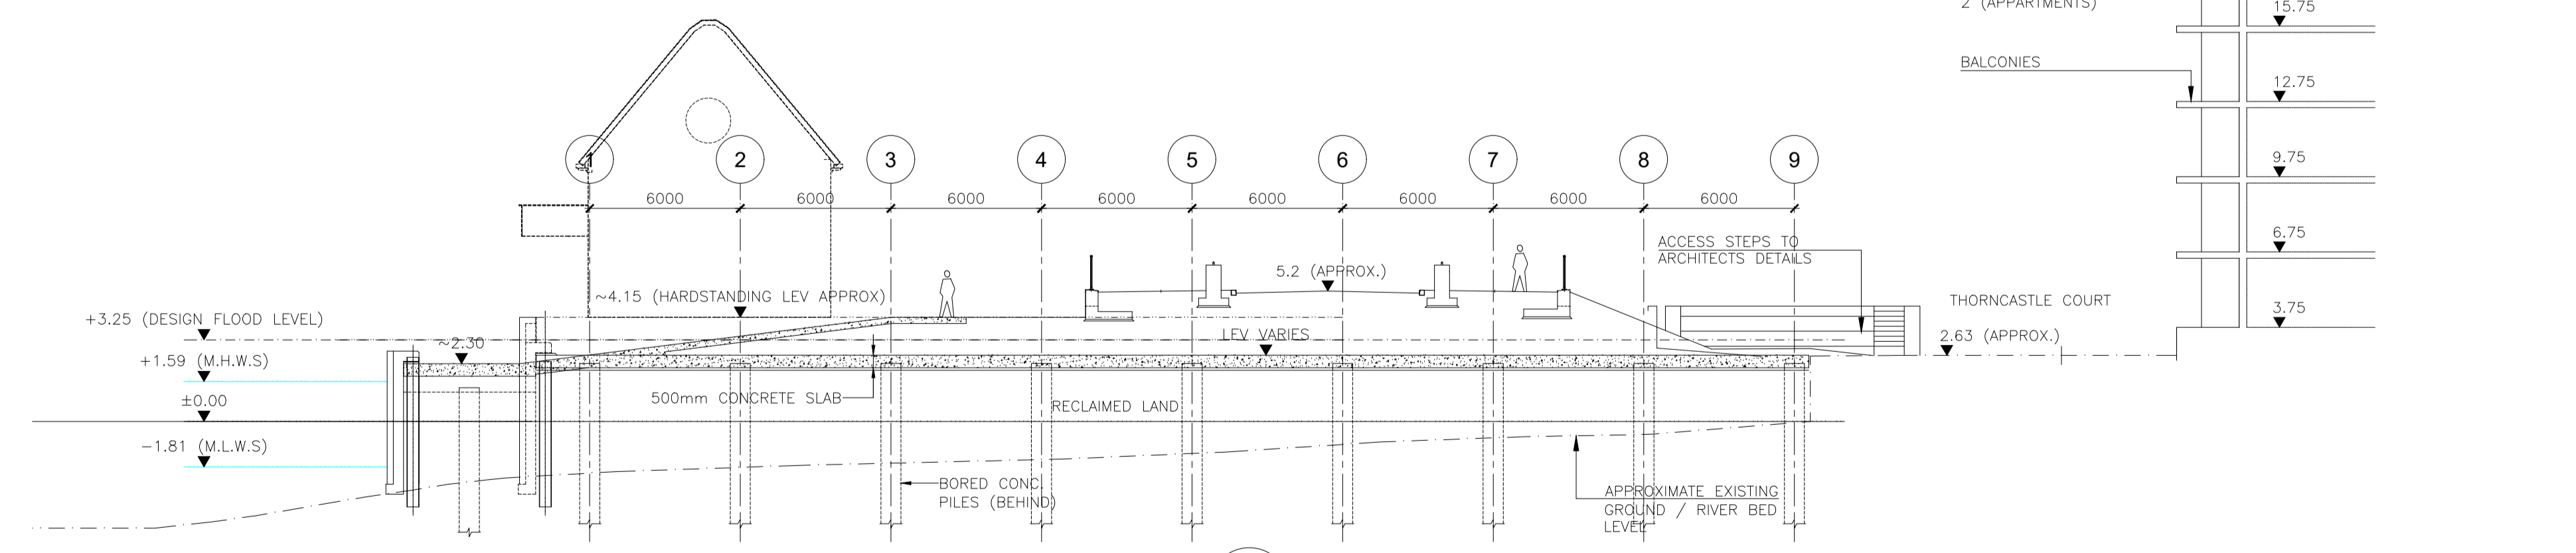 2 (APPARTMENTS)
15.75
BALCONIES
12.75
9.75
6.75
3.75
1
2
3
4
5
6
7
8
9
6000
6000
6000
6000
6000
6000
6000
6000
ACCESS STEPS TO
ARCHITECTS DETAILS
5.2 (APPROX.)
~4.15 (HARDSTANDING LEV APPROX)
THORNCASTLE COURT
2.63 (APPROX.)
+3.25 (DESIGN FLOOD LEVEL)
LEV VARIES
~2.30
+1.59 (M.H.W.S)
500mm CONCRETE SLAB
±0.00
RECLAIMED LAND
-1.81 (M.L.W.S)
BORED CONC.
PILES (BEHIND)
APPROXIMATE EXISTING
GROUND / RIVER BED
LEVEL